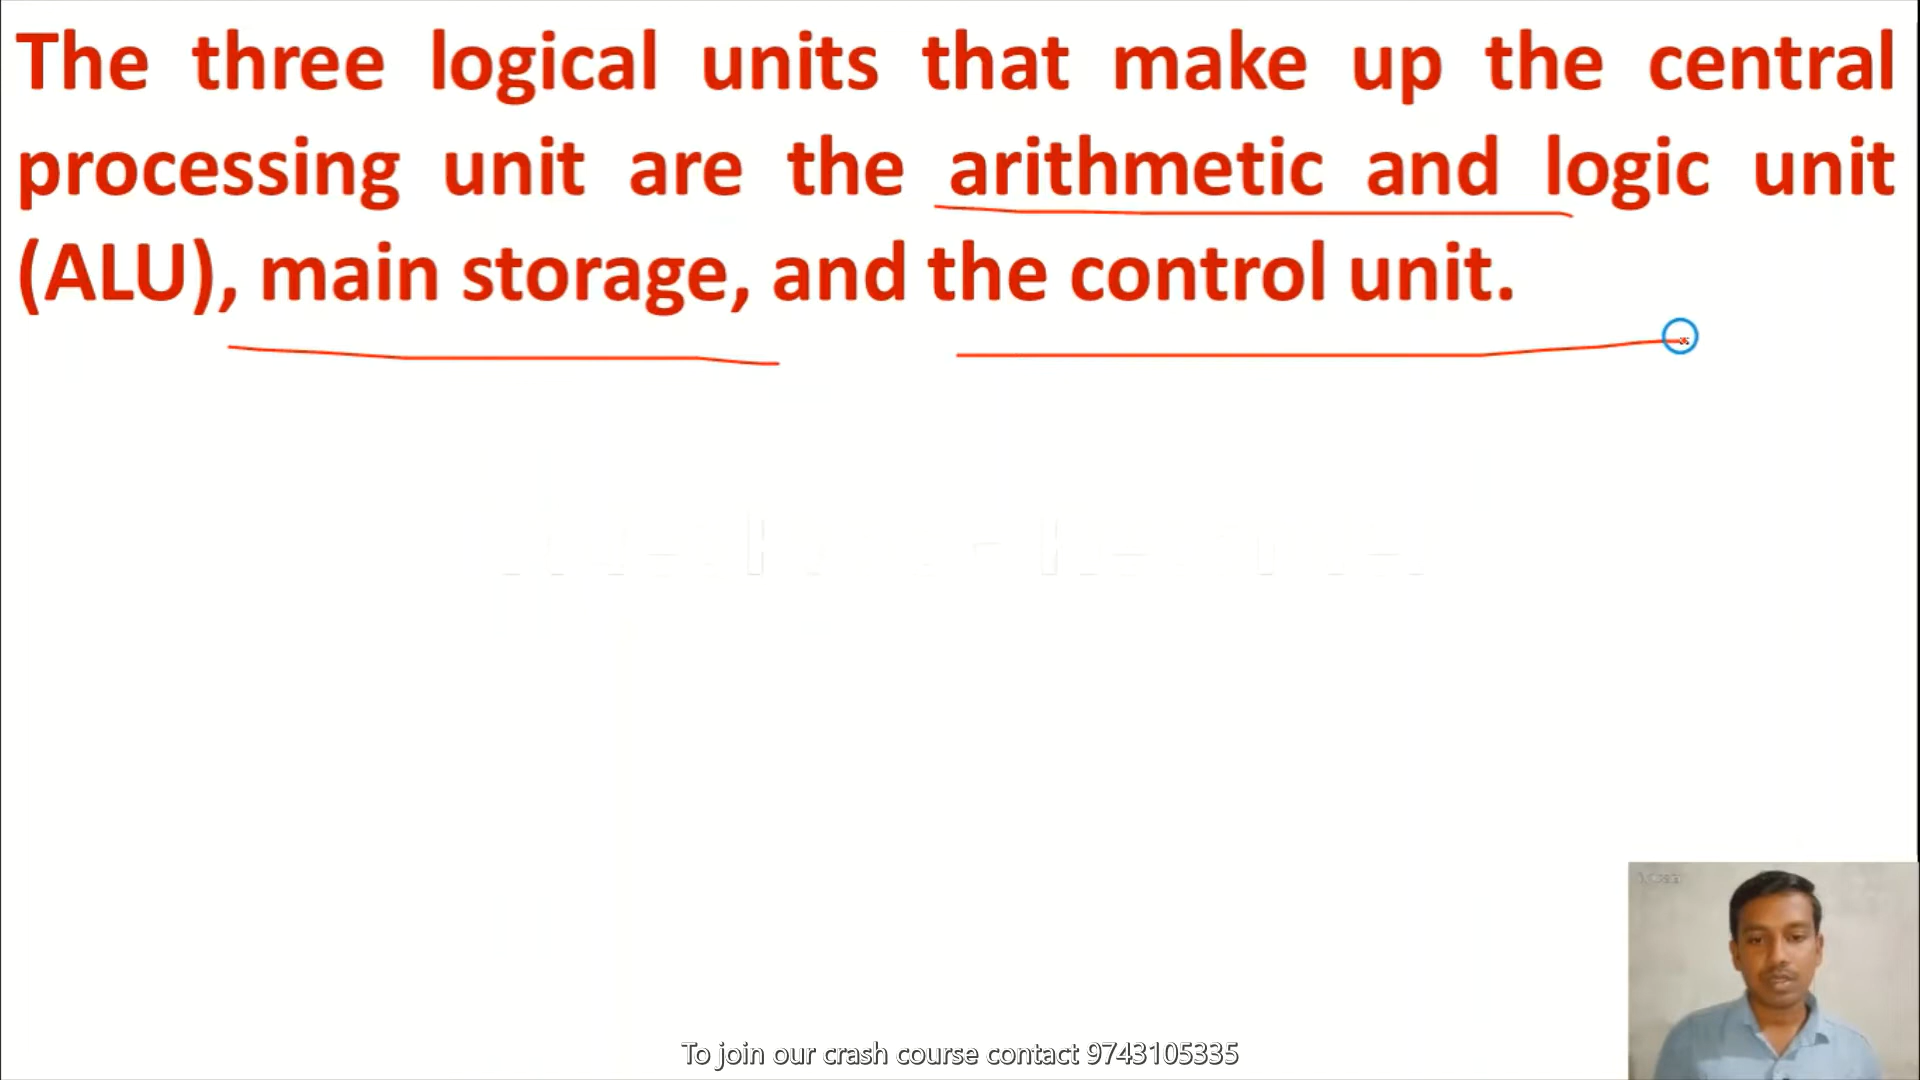 The three logical units that make up the central
processing unit are the arithmetic and logic unit
(ALU), main storage, and the control unit.
To join our crash course contact 9743105335